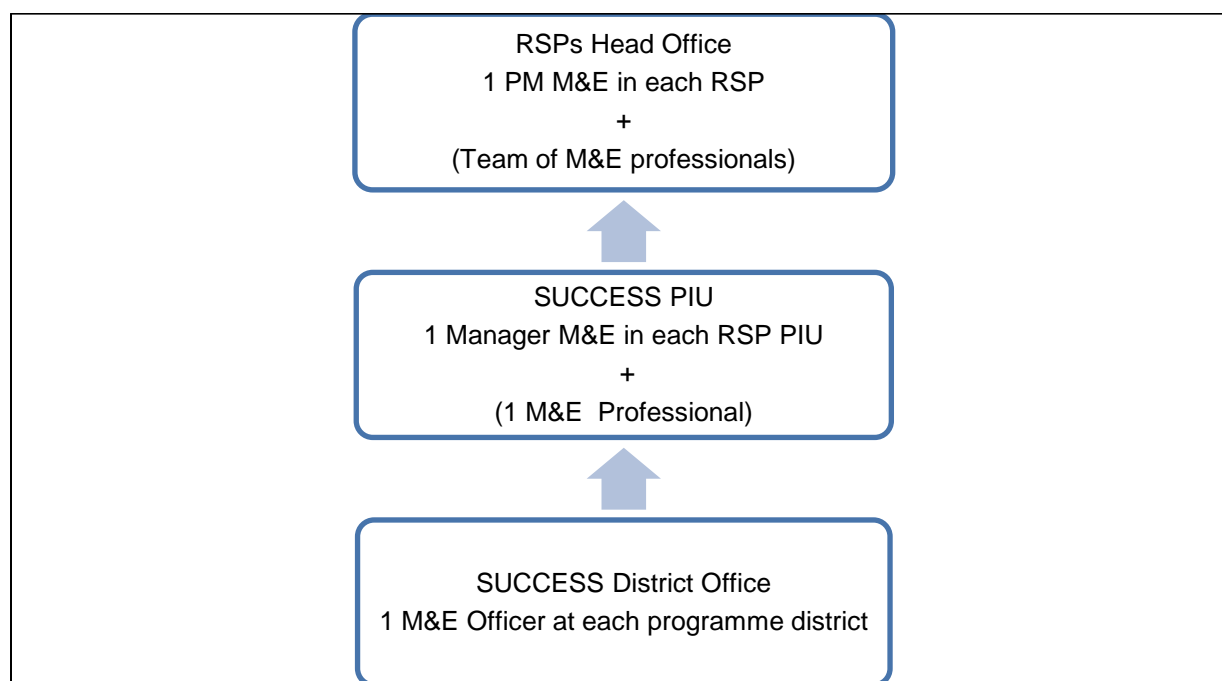 RSPs Head Office
1 PM M&E in each RSP
+
(Team of M&E professionals)
SUCCESS PIU
1 Manager M&E in each RSP PIU
+
(1 M&E Professional)
SUCCESS District Office
1 M&E Officer at each programme district